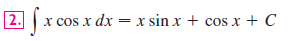 2. ∫ x cos x dx = x sin x + cos x + C